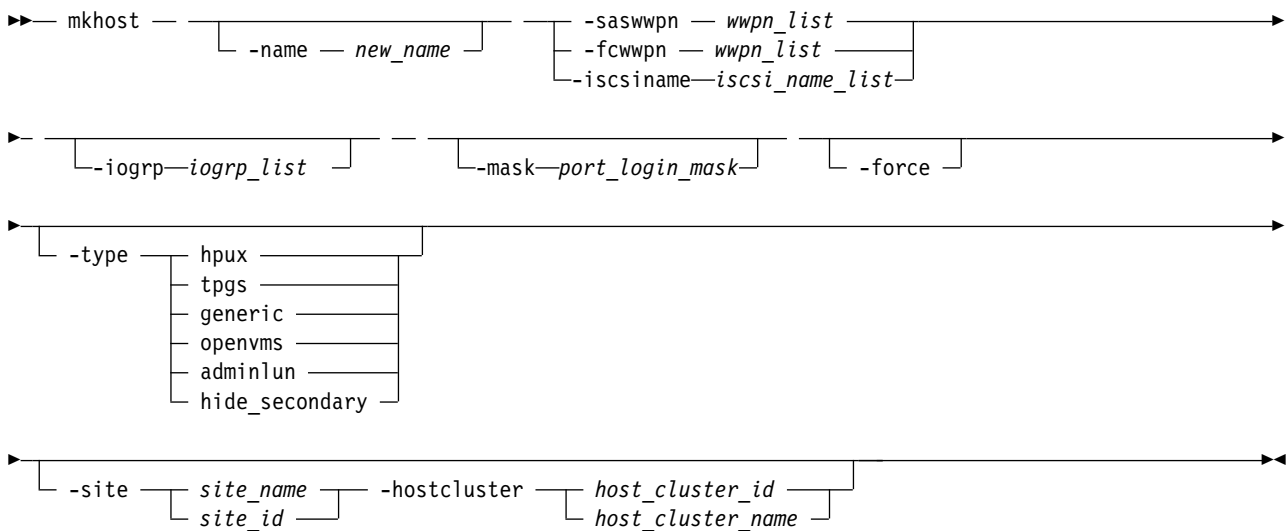 mkhost -saswwpn wwpn_list
-name new_name -fcwwpn wwpn_list
-iscsiname iscsi_name_list
-iogrp iogrp_list -mask port_login_mask -force
-type hpux
tpgs
generic
openvms
adminlun
hide_secondary
-site site_name -hostcluster host_cluster_id
site_id host_cluster_name